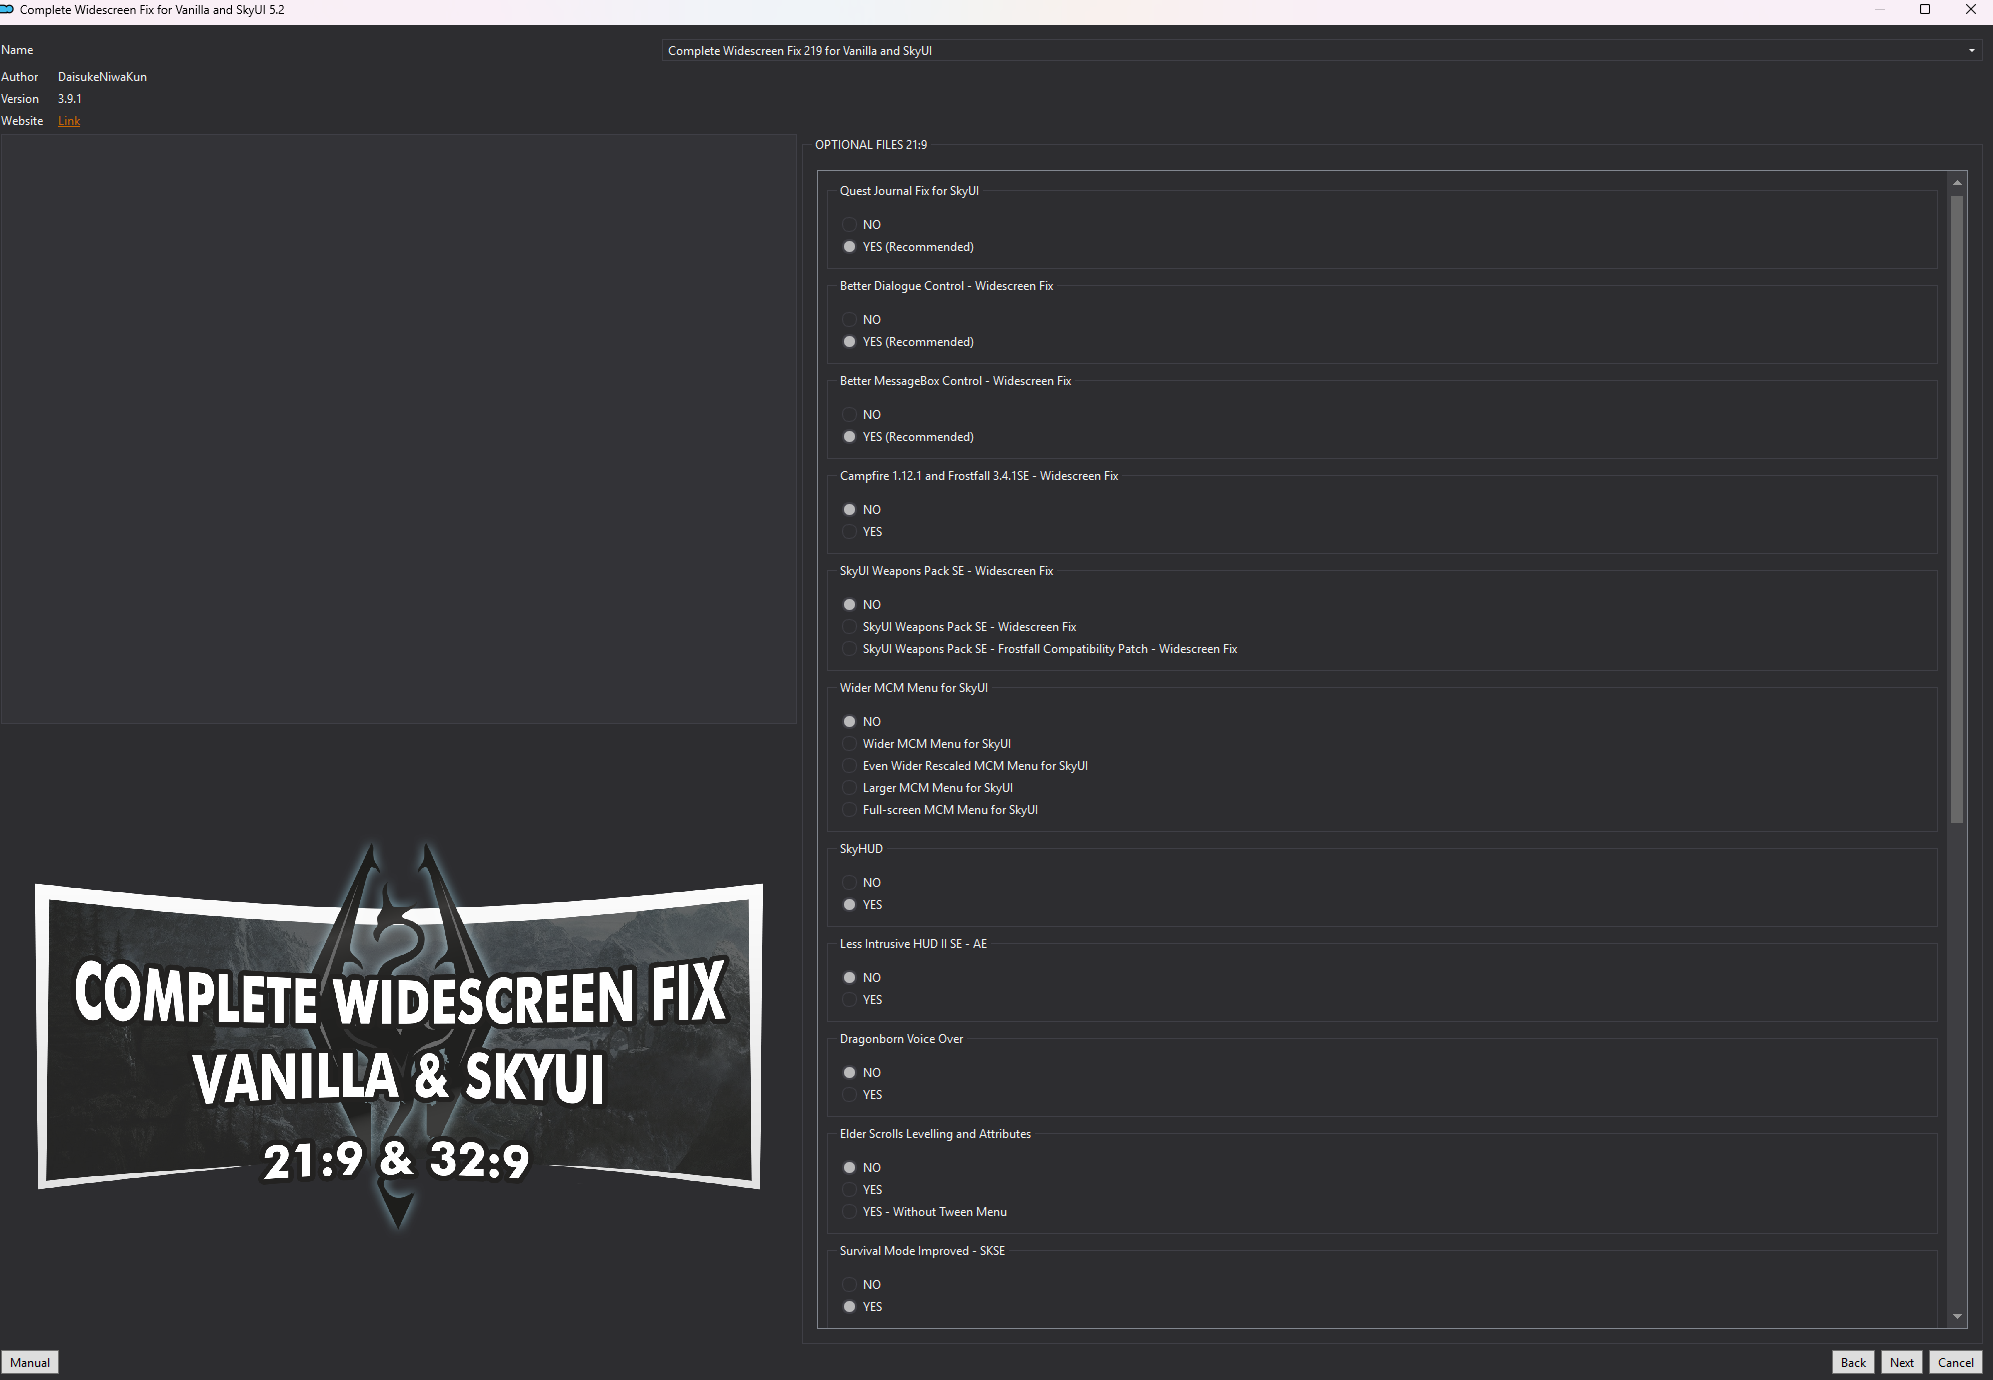 Complete Widescreen Fix for Vanilla and SkyUI 5.2
Name
Complete Widescreen Fix 219 for Vanilla and SkyUI
Author DaisukeNiwaKun
Version 3.9.1
Website Link
OPTIONAL FILES 21:9
Quest Journal Fix for SkyUI
NO
YES (Recommended)
Better Dialogue Control - Widescreen Fix
NO
YES (Recommended)
Better MessageBox Control - Widescreen Fix
NO
YES (Recommended)
Campfire 1.12.1 and Frostfall 3.4.1SE - Widescreen Fix
NO
YES
SkyUI Weapons Pack SE - Widescreen Fix
NO
SkyUI Weapons Pack SE - Widescreen Fix
SkyUI Weapons Pack SE - Frostfall Compatibility Patch - Widescreen Fix
Wider MCM Menu for SkyUI
NO
Wider MCM Menu for SkyUI
Even Wider Rescaled MCM Menu for SkyUI
Larger MCM Menu for SkyUI
Full-screen MCM Menu for SkyUI
SkyHUD
NO
YES
Less Intrusive HUD II SE - AE
NO
YES
Dragonborn Voice Over
NO
YES
Elder Scrolls Levelling and Attributes
NO
YES
YES - Without Tween Menu
Survival Mode Improved - SKSE
NO
YES
COMPLETE WIDESCREEN FIX
VANILLA & SKYUI
21:9 & 32:9
Manual
Back Next Cancel